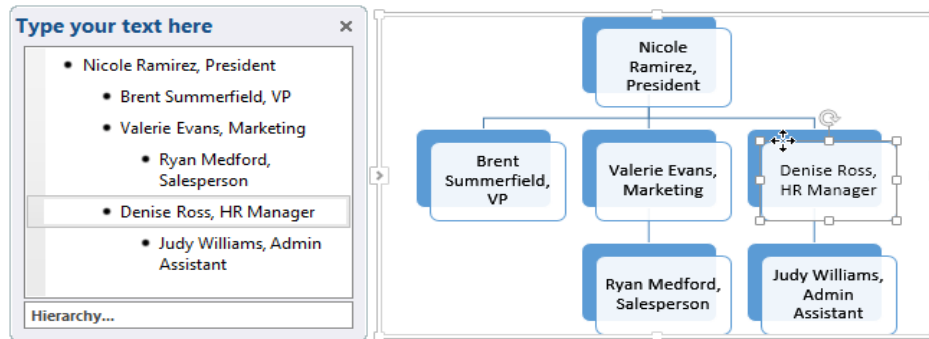 Type your text here
Nicole Ramirez, President
Brent Summerfield, VP
Valerie Evans, Marketing
Ryan Medford,
Salesperson
Denise Ross, HR Manager
Judy Williams, Admin
Assistant
Hierarchy...
Nicole
Ramirez,
President
Brent
Summerfield,
VP
Valerie Evans,
Marketing
Denise Ross,
HR Manager
Ryan Medford,
Salesperson
Judy Williams,
Admin
Assistant